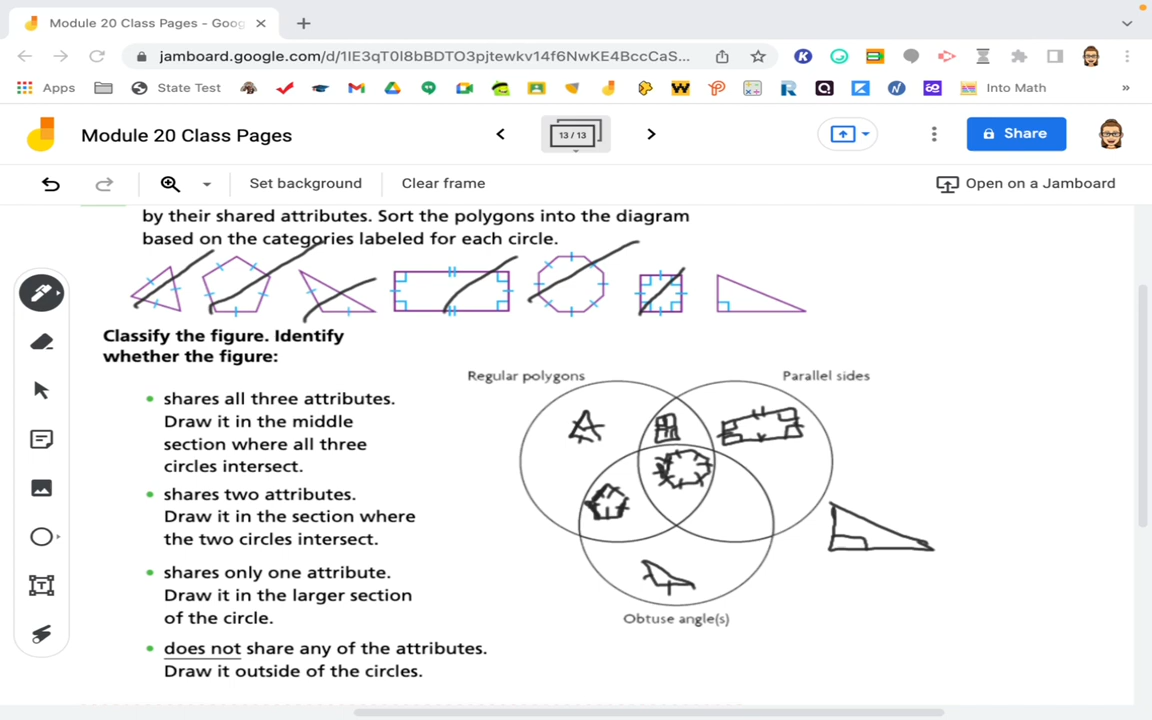 Module 20 Class Pages - Goog
jamboard.google.com/d/1IE3qT0l8bBDTO3pjtewkv14f6NwKE4BccCaS...
Apps
State Test
Into Math
Module 20 Class Pages
13 / 13
Share
Set background
Clear frame
Open on a Jamboard
by their shared attributes. Sort the polygons into the diagram
based on the categories labeled for each circle.
Classify the figure. Identify
whether the figure:
• shares all three attributes.
Draw it in the middle
section where all three
circles intersect.
• shares two attributes.
Draw it in the section where
the two circles intersect.
• shares only one attribute.
Draw it in the larger section
of the circle.
• does not share any of the attributes.
Draw it outside of the circles.
Regular polygons
Parallel sides
Obtuse angle(s)